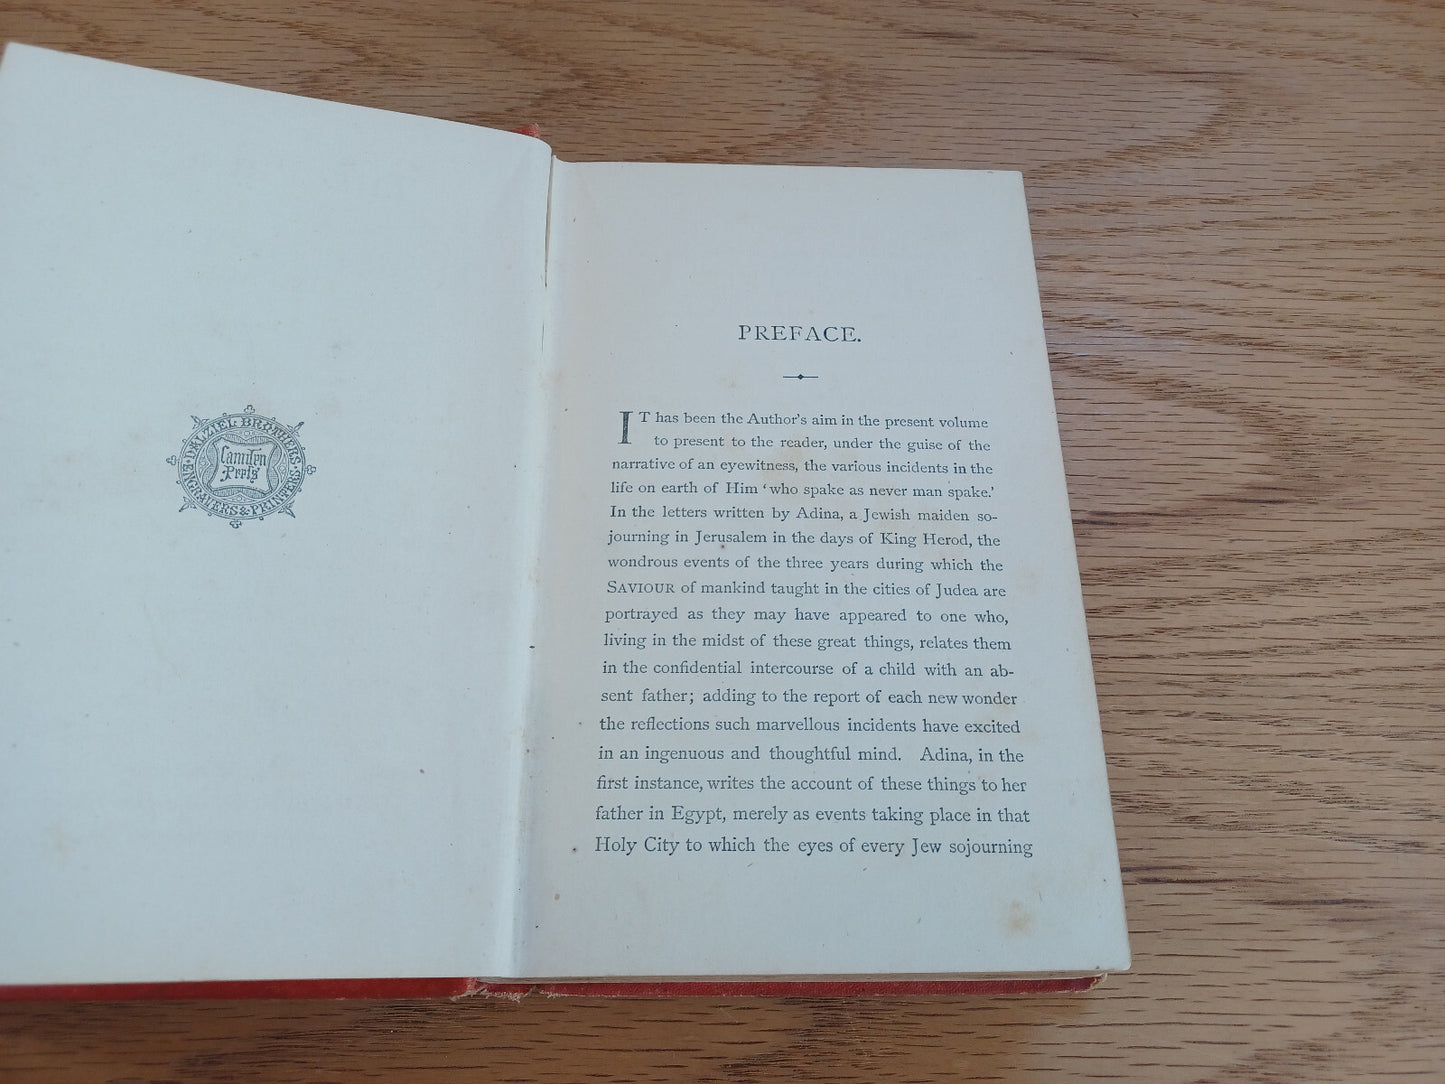 DALZIEL BROTHERS
Camden
Press
ENGRAVERS & PRINTERS
PREFACE.
IT has been the Author's aim in the present volume
to present to the reader, under the guise of the
narrative of an eyewitness, the various incidents in the
life on earth of Him 'who spake as never man spake.'
In the letters written by Adina, a Jewish maiden so-
journing in Jerusalem in the days of King Herod, the
wondrous events of the three years during which the
SAVIOUR of mankind taught in the cities of Judea are
portrayed as they may have appeared to one who,
living in the midst of these great things, relates them
in the confidential intercourse of a child with an ab-
sent father; adding to the report of each new wonder
the reflections such marvellous incidents have excited
in an ingenuous and thoughtful mind. Adina, in the
first instance, writes the account of these things to her
father in Egypt, merely as events taking place in that
Holy City to which the eyes of every Jew sojourning